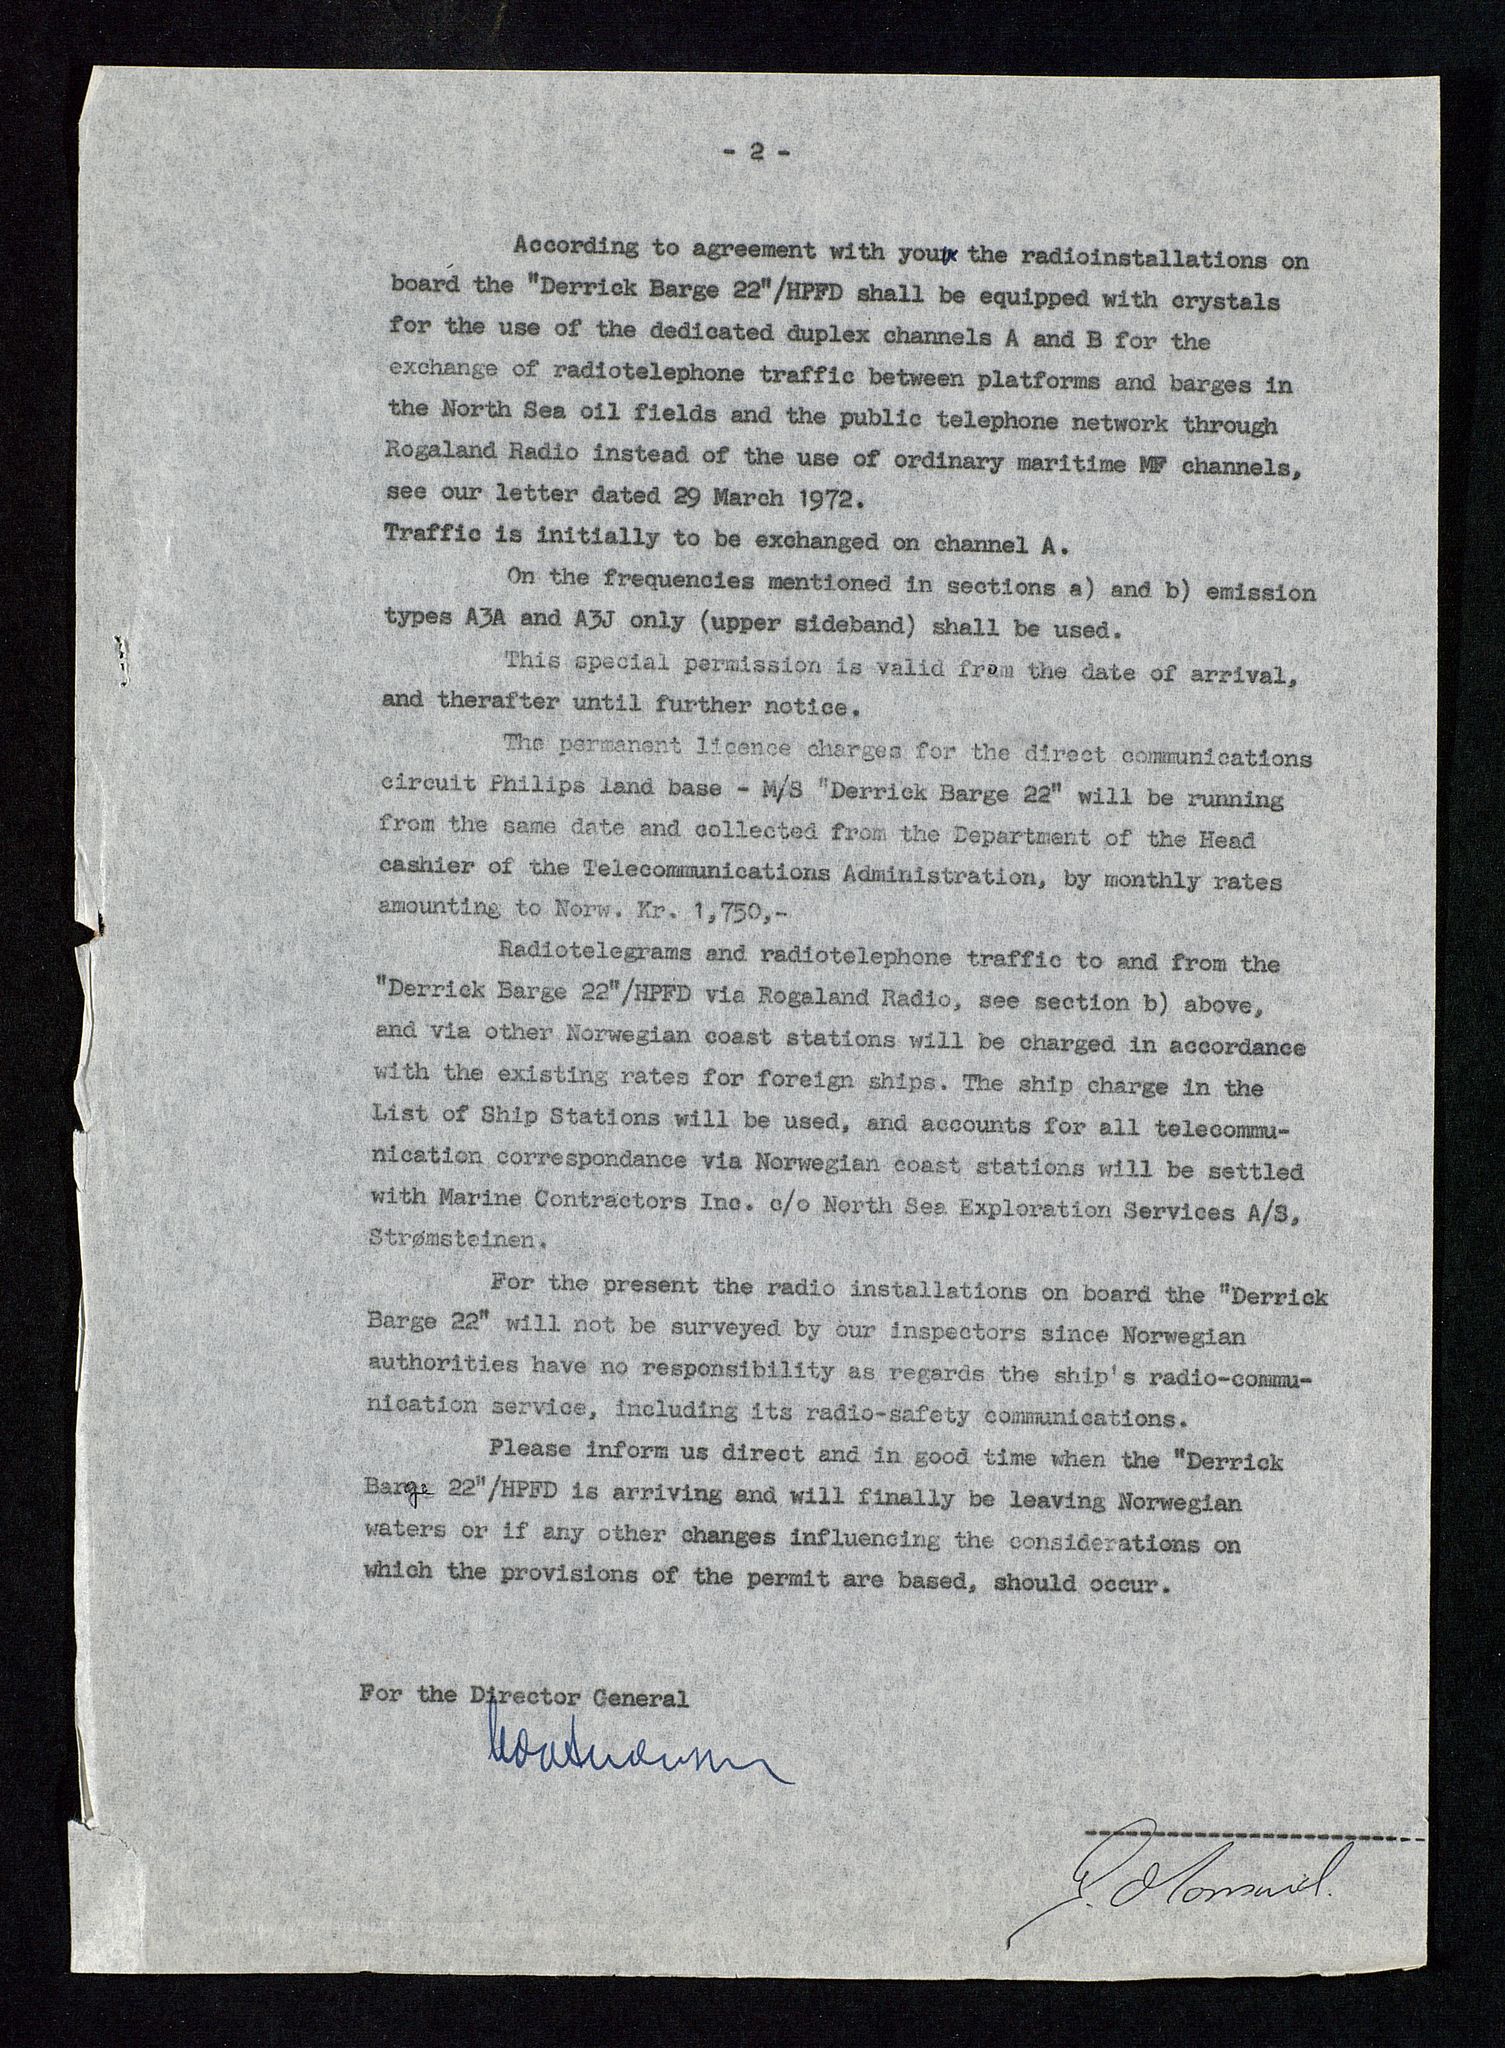 - 2 -
According to agreement with you the radioinstallations on
board the "Derrick Barge 22"/HPFD shall be equipped with crystals
for the use of the dedicated duplex channels A and B for the
exchange of radiotelephone traffic between platforms and barges in
the North Sea oil fields and the public telephone network through
Rogaland Radio instead of the use of ordinary maritime MF channels,
see our letter dated 29 March 1972.
Traffic is initially to be exchanged on channel A.
On the frequencies mentioned in sections a) and b) emission
types A3A and A3J only (upper sideband) shall be used.
This special permission is valid from the date of arrival,
and therafter until further notice.
The permanent licence charges for the direct communications
circuit Philips land base - M/S "Derrick Barge 22" will be running
from the same date and collected from the Department of the Head
cashier of the Telecommunications Administration, by monthly rates
amounting to Norw. Kr. 1,750,-
Radiotelegrams and radiotelephone traffic to and from the
"Derrick Barge 22"/HPFD via Rogaland Radio, see section b) above,
and via other Norwegian coast stations will be charged in accordance
with the existing rates for foreign ships. The ship charge in the
List of Ship Stations will be used, and accounts for all telecommu-
nication correspondance via Norwegian coast stations will be settled
with Marine Contractors Inc. c/o North Sea Exploration Services A/S,
Strømsteinen.
For the present the radio installations on board the "Derrick
Barge 22" will not be surveyed by our inspectors since Norwegian
authorities have no responsibility as regards the ship's radio-commu-
nication service, including its radio-safety communications.
Please inform us direct and in good time when the "Derrick
Barge 22"/HPFD is arriving and will finally be leaving Norwegian
waters or if any other changes influencing the considerations on
which the provisions of the permit are based, should occur.
For the Director General